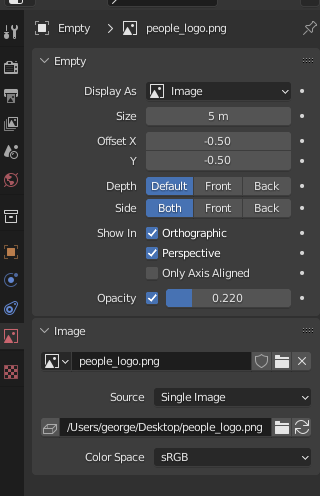 Empty > people_logo.png
Empty
Display As Image
Size 5 m
Offset X -0.50
Y -0.50
Depth Default Front Back
Side Both Front Back
Show In Orthographic
Perspective
Only Axis Aligned
Opacity 0.220
Image
people_logo.png
Source Single Image
/Users/george/Desktop/people_logo.png
Color Space sRGB